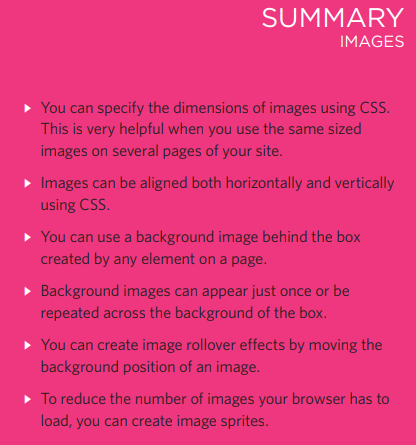 SUMMARY
IMAGES
You can specify the dimensions of images using CSS.
This is very helpful when you use the same sized
images on several pages of your site.
Images can be aligned both horizontally and vertically
using CSS.
You can use a background image behind the box
created by any element on a page.
Background images can appear just once or be
repeated across the background of the box.
You can create image rollover effects by moving the
background position of an image.
To reduce the number of images your browser has to
load, you can create image sprites.